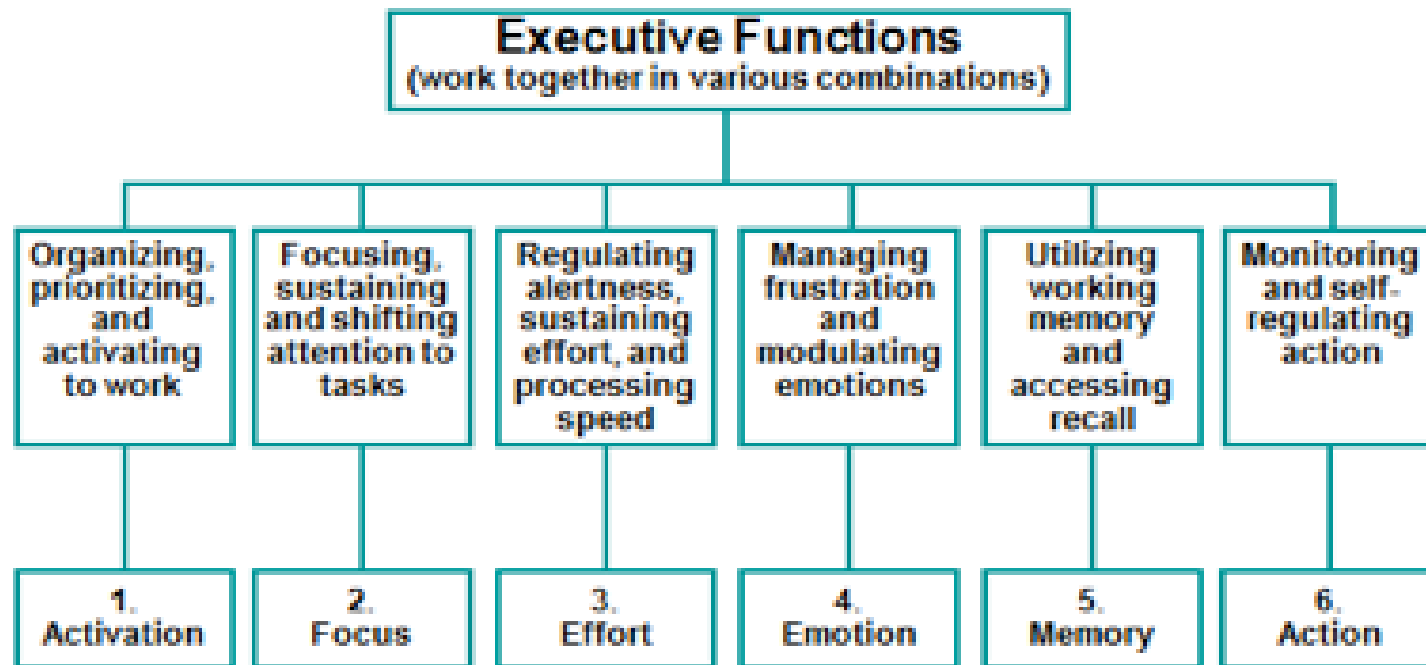 Executive Functions
(work together in various combinations)
Organizing,
prioritizing,
and
activating
to work
Focusing,
sustaining
and shifting
attention to
tasks
Regulating
alertness,
sustaining
effort, and
processing
speed
Managing
frustration
and
modulating
emotions
Utilizing
working
memory
and
accessing
recall
Monitoring
and self-
regulating
action
1.
Activation
2.
Focus
3.
Effort
4.
Emotion
5.
Memory
6.
Action